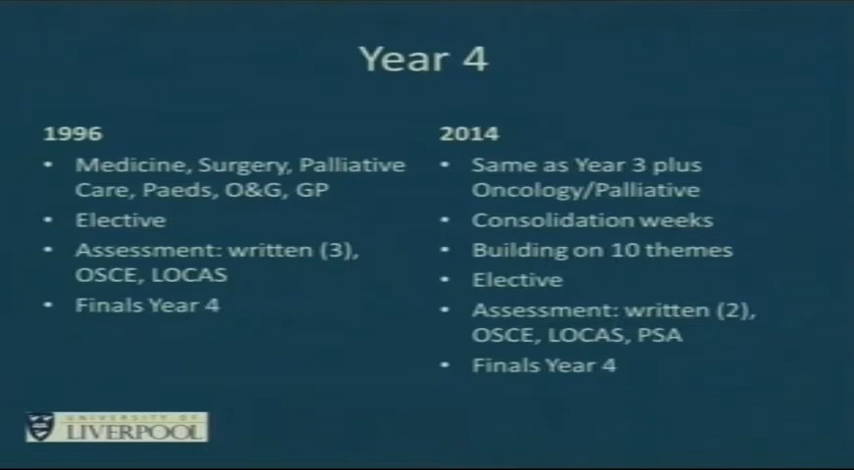 Year 4
1996
• Medicine, Surgery, Palliative
Care, Paeds, O&G, GP
• Elective
• Assessment: written (3),
OSCE, LOCAS
• Finals Year 4
2014
• Same as Year 3 plus
Oncology/Palliative
• Consolidation weeks
• Building on 10 themes
• Elective
• Assessment: written (2),
OSCE, LOCAS, PSA
• Finals Year 4
UNIVERSITY OF
LIVERPOOL